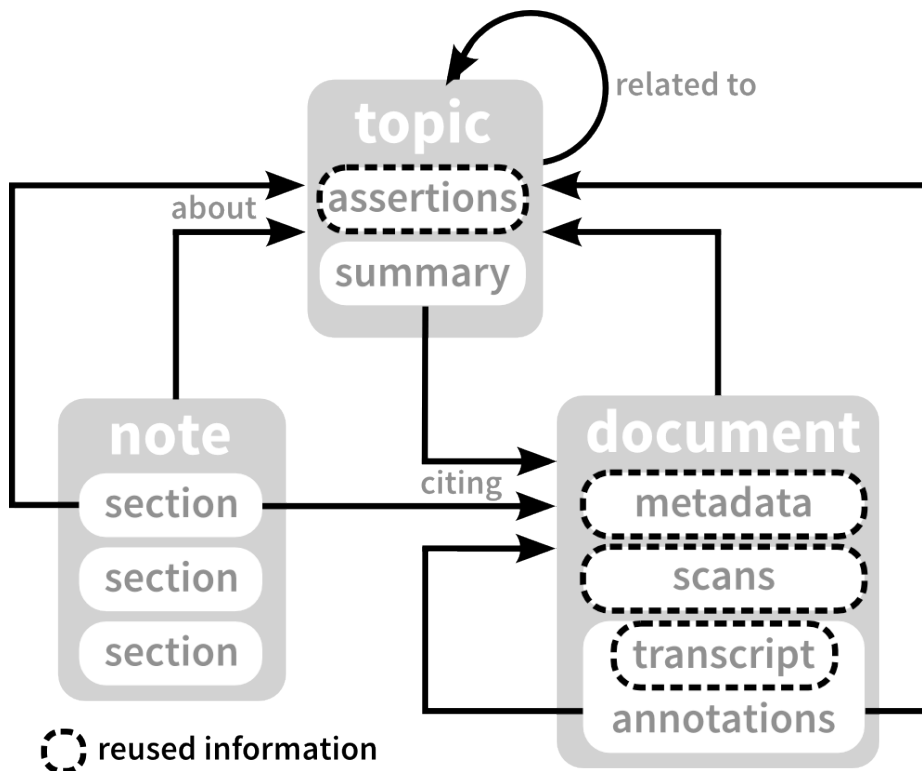 related to
topic
assertions
about
summary
note
document
citing
section
metadata
section
scans
section
transcript
annotations
reused information